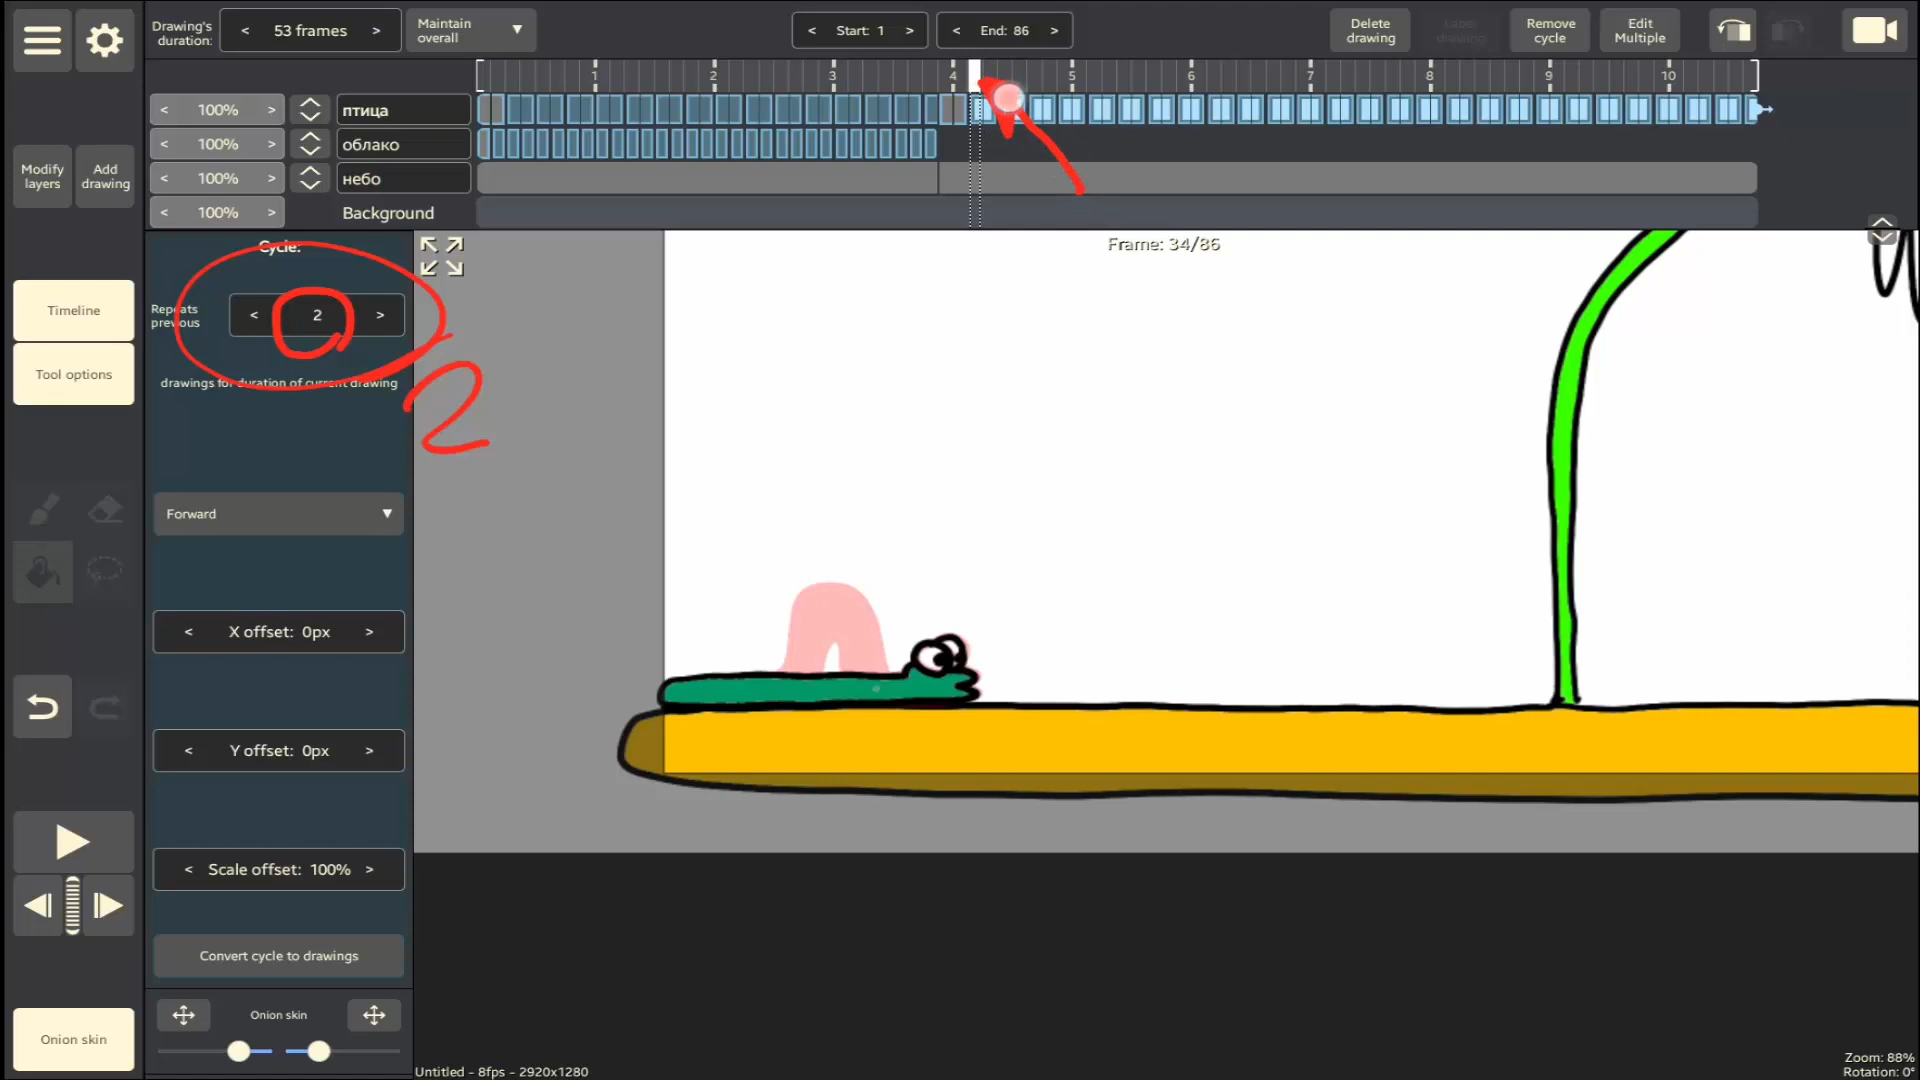 Drawing's duration:
< 53 frames >
Maintain overall
< Start: 1 >
< End: 86 >
Delete drawing
Label drawing
Remove cycle
Edit Multiple
1 2 3 4 5 6 7 8 9 10
< 100% > птица
< 100% > облако
< 100% > небо
< 100% > Background
Modify layers
Add drawing
Cycle:
Frame: 34/86
Repeats previous
< 2 >
2
drawings for duration of current drawing
Timeline
Tool options
Forward
< X offset: 0px >
< Y offset: 0px >
< Scale offset: 100% >
Convert cycle to drawings
Onion skin
Onion skin
Untitled - 8fps - 2920x1280
Zoom: 88%
Rotation: 0°